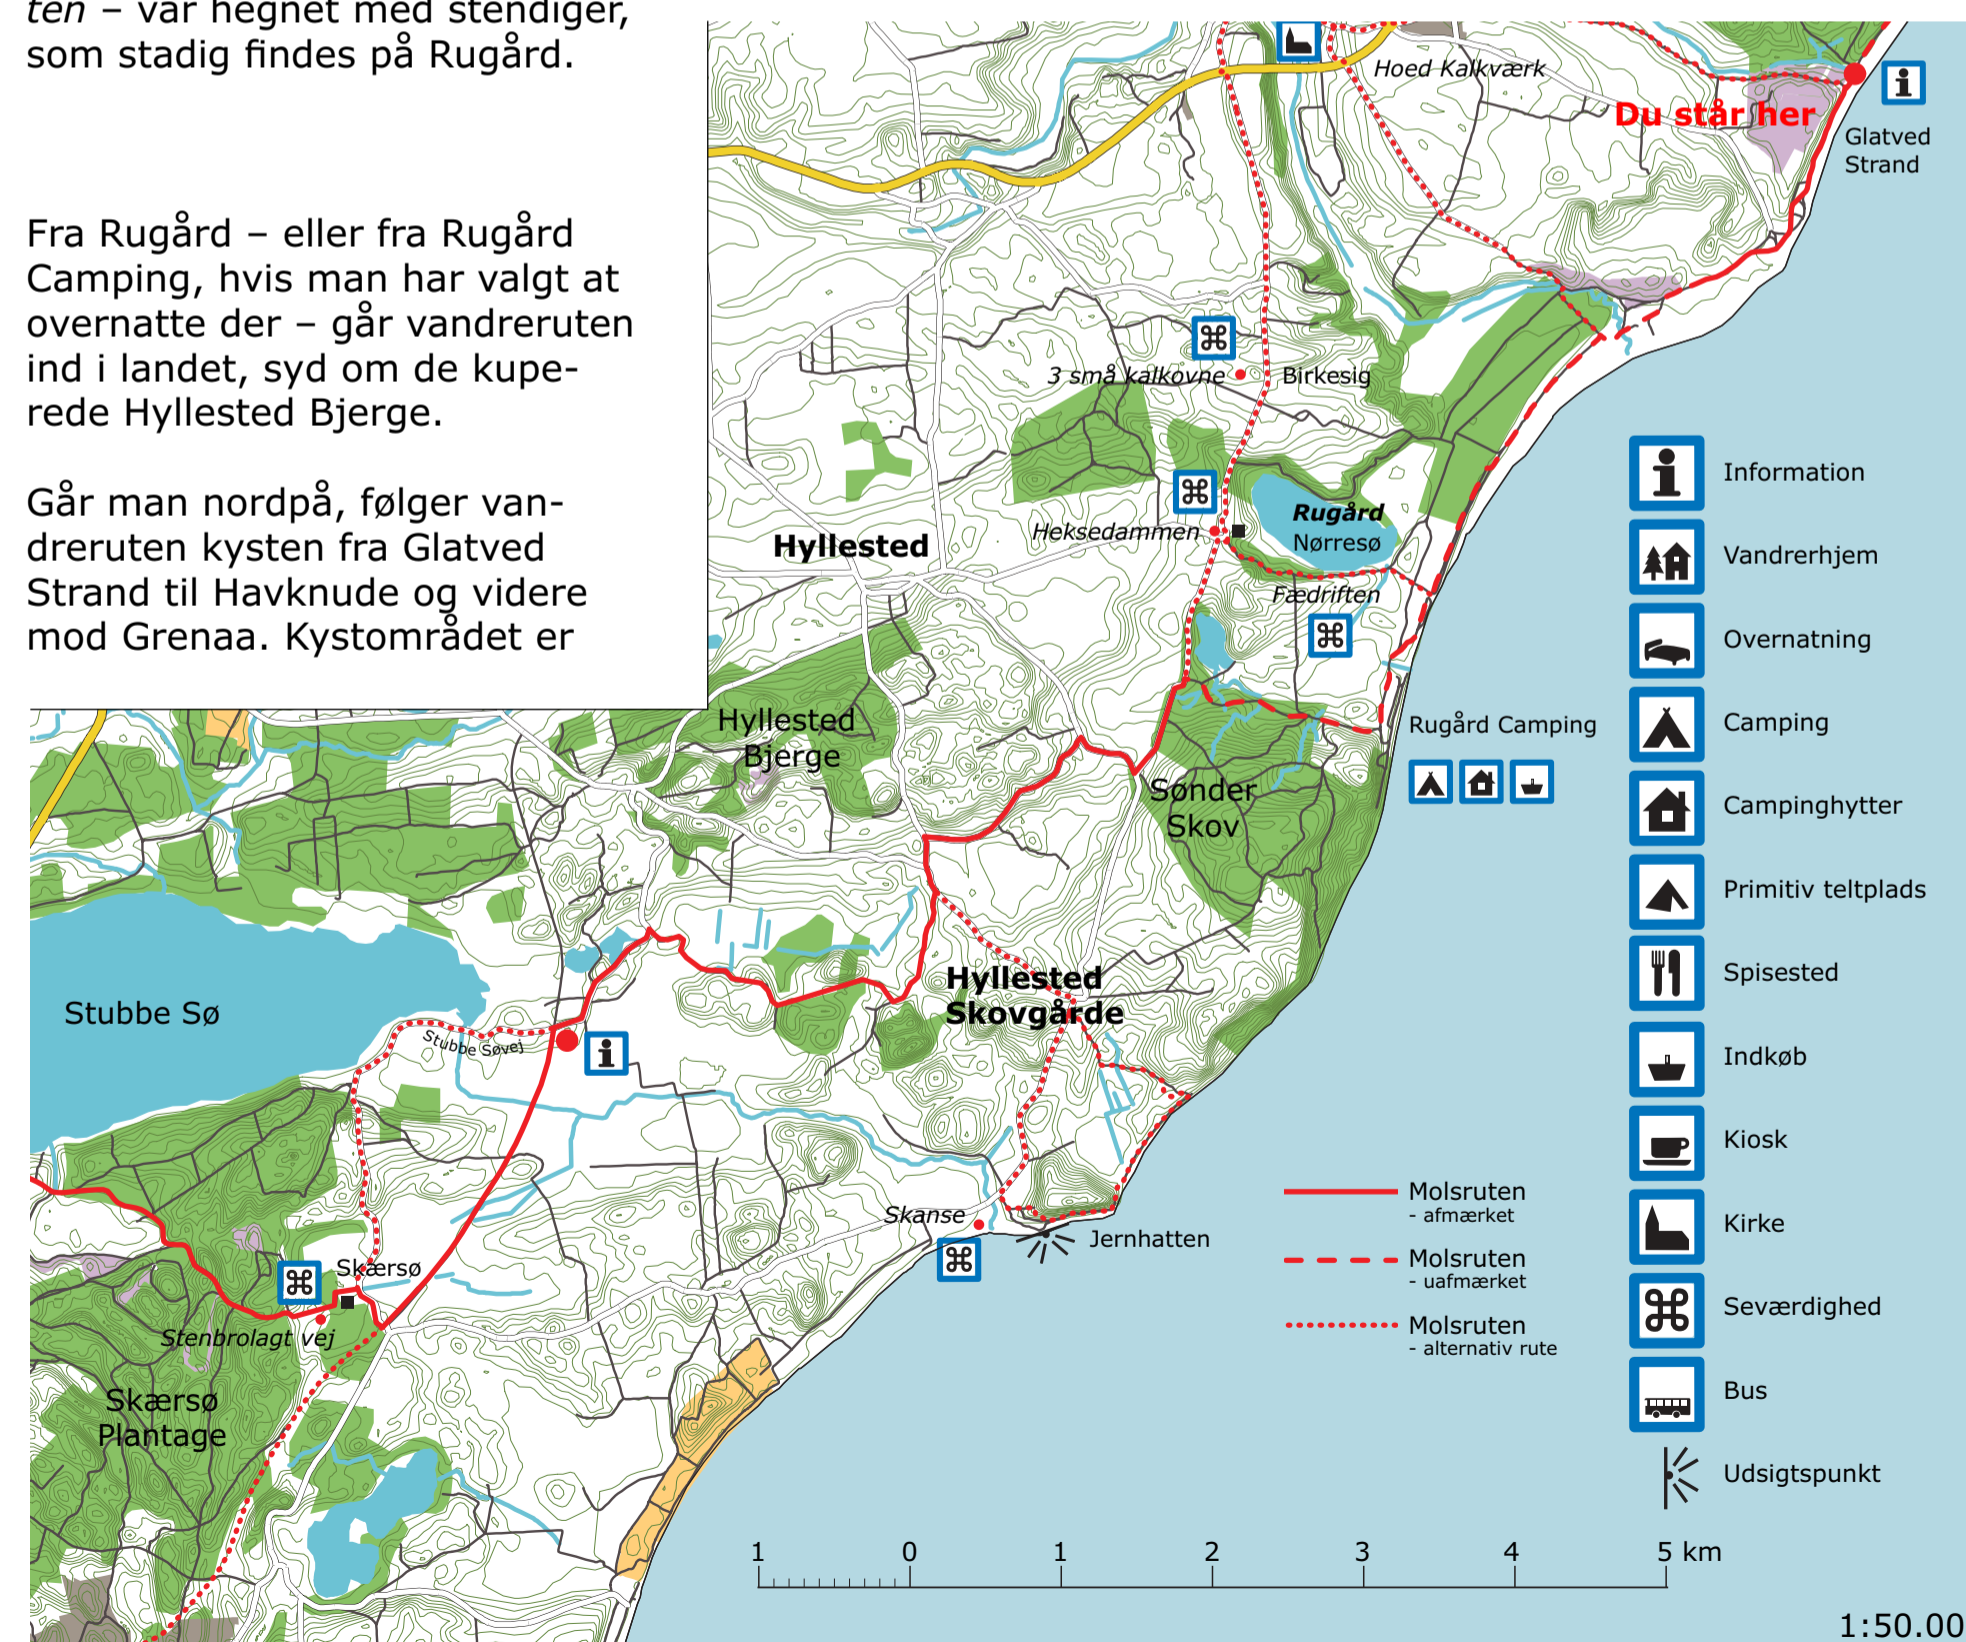 ten – var hegnet med stendiger,
som stadig findes på Rugård.
Fra Rugård – eller fra Rugård
Camping, hvis man har valgt at
overnatte der – går vandreruten
ind i landet, syd om de kupe-
rede Hyllested Bjerge.
Går man nordpå, følger van-
dreruten kysten fra Glatved
Strand til Havknude og videre
mod Grenaa. Kystområdet er
Hoed Kalkværk
Du står her
Glatved
Strand
3 små kalkovne
Birkesig
Rugård
Nørresø
Heksedammen
Hyllested
Fædriften
Hyllested
Bjerge
Rugård Camping
Sønder
Skov
Hyllested
Skovgårde
Stubbe Sø
Stubbe Søvej
Skanse
Jernhatten
Skærsø
Stenbrolagt vej
Skærsø
Plantage
Information
Vandrerhjem
Overnatning
Camping
Campinghytter
Primitiv teltplads
Spisested
Indkøb
Kiosk
Kirke
Seværdighed
Bus
Udsigtspunkt
Molsruten
- afmærket
Molsruten
- uafmærket
Molsruten
- alternativ rute
1 0 1 2 3 4 5 km
1:50.00